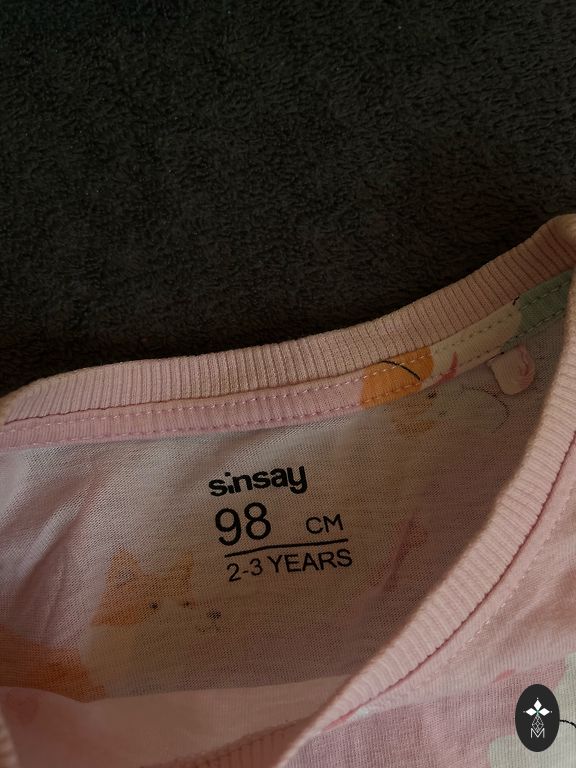 sinsay
98 CM
2-3 YEARS
M